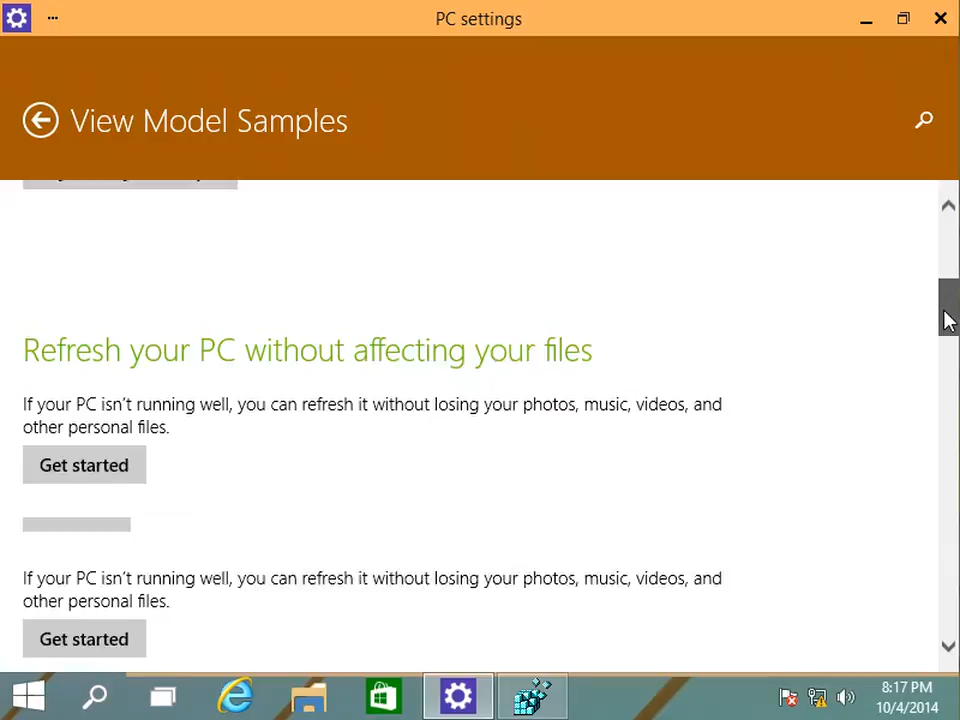 PC settings
View Model Samples
Refresh your PC without affecting your files
If your PC isn't running well, you can refresh it without losing your photos, music, videos, and
other personal files.
Get started
If your PC isn't running well, you can refresh it without losing your photos, music, videos, and
other personal files.
Get started
8:17 PM
10/4/2014